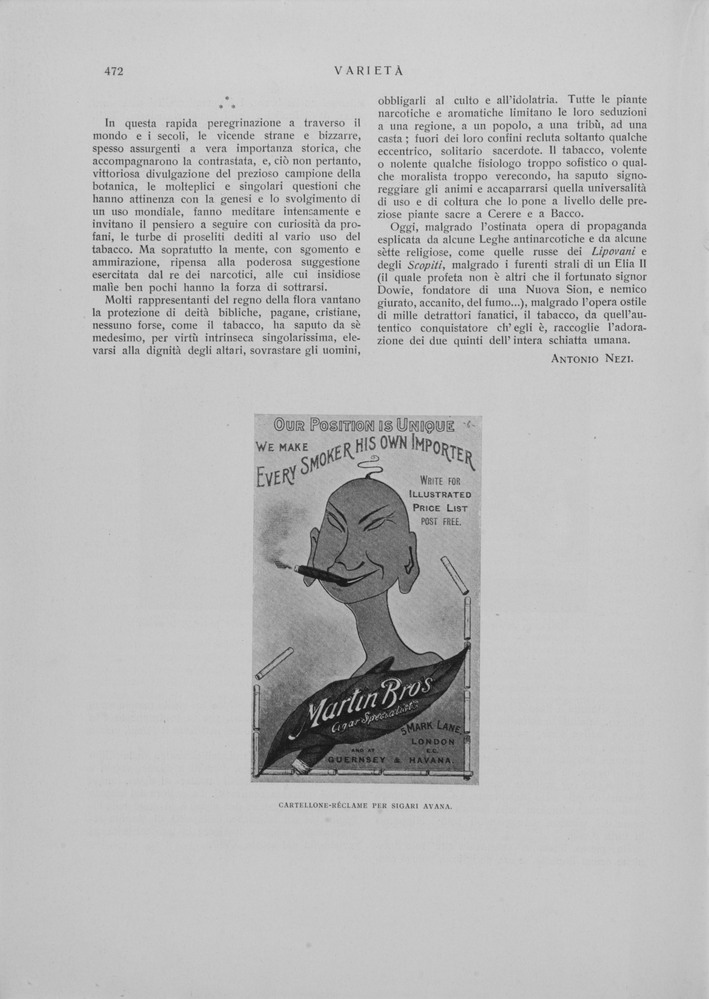 472
VARIETÀ
In questa rapida peregrinazione a traverso il
mondo e i secoli, le vicende strane e bizzarre,
spesso assurgenti a vera importanza storica, che
accompagnarono la contrastata, e, ciò non pertanto,
vittoriosa divulgazione del prezioso campione della
botanica, le molteplici e singolari questioni che
hanno attinenza con la genesi e lo svolgimento di
un uso mondiale, fanno meditare intensamente e
invitano il pensiero a seguire con curiosità da pro-
fani, le turbe di proseliti dediti al vario uso del
tabacco. Ma sopratutto la mente, con sgomento e
ammirazione, ripensa alla poderosa suggestione
esercitata dal re dei narcotici, alle cui insidiose
malìe ben pochi hanno la forza di sottrarsi.
Molti rappresentanti del regno della flora vantano
la protezione di deità bibliche, pagane, cristiane,
nessuno forse, come il tabacco, ha saputo da sè
medesimo, per virtù intrinseca singolarissima, ele-
varsi alla dignità degli altari, sovrastare gli uomini,
obbligarli al culto e all'idolatria. Tutte le piante
narcotiche e aromatiche limitano le loro seduzioni
a una regione, a un popolo, a una tribù, ad una
casta; fuori dei loro confini recluta soltanto qualche
eccentrico, solitario sacerdote. Il tabacco, volente
o nolente qualche fisiologo troppo sofistico o qual-
che moralista troppo verecondo, ha saputo signo-
reggiare gli animi e accaparrarsi quella universalità
di uso e di coltura che lo pone a livello delle pre-
ziose piante sacre a Cerere e a Bacco.
Oggi, malgrado l'ostinata opera di propaganda
esplicata da alcune Leghe antinarcotiche e da alcune
sètte religiose, come quelle russe dei Lipovani e
degli Scopiti, malgrado i furenti strali di un Elia II
(il quale profeta non è altri che il fortunato signor
Dowie, fondatore di una Nuova Sion, e nemico
giurato, accanito, del fumo...), malgrado l'opera ostile
di mille detrattori fanatici, il tabacco, da quell'au-
tentico conquistatore ch'egli è, raccoglie l'adora-
zione dei due quinti dell'intera schiatta umana.
ANTONIO NEZI.
OUR POSITION IS UNIQUE
WE MAKE
EVERY SMOKER HIS OWN IMPORTER
WRITE FOR
ILLUSTRATED
PRICE LIST
POST FREE.
Martin Bros
Cigar Specialists
5 MARK LANE,
LONDON
E.C.
AND AT
GUERNSEY & HAVANA.
CARTELLONE-RÉCLAME PER SIGARI AVANA.